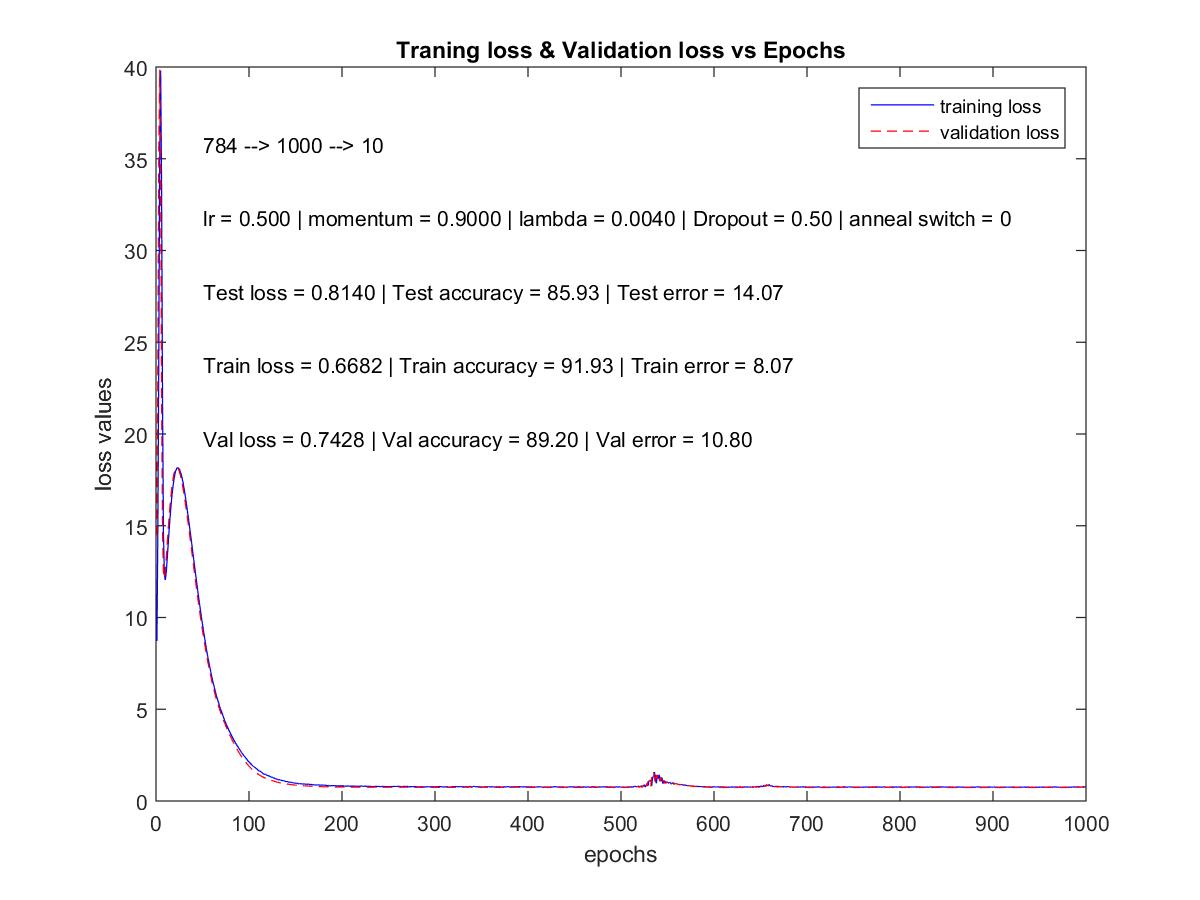 Traning loss & Validation loss vs Epochs
40
35
30
25
20
15
10
5
0
loss values
training loss
validation loss
784 --> 1000 --> 10
lr = 0.500 | momentum = 0.9000 | lambda = 0.0040 | Dropout = 0.50 | anneal switch = 0
Test loss = 0.8140 | Test accuracy = 85.93 | Test error = 14.07
Train loss = 0.6682 | Train accuracy = 91.93 | Train error = 8.07
Val loss = 0.7428 | Val accuracy = 89.20 | Val error = 10.80
0 100 200 300 400 500 600 700 800 900 1000
epochs